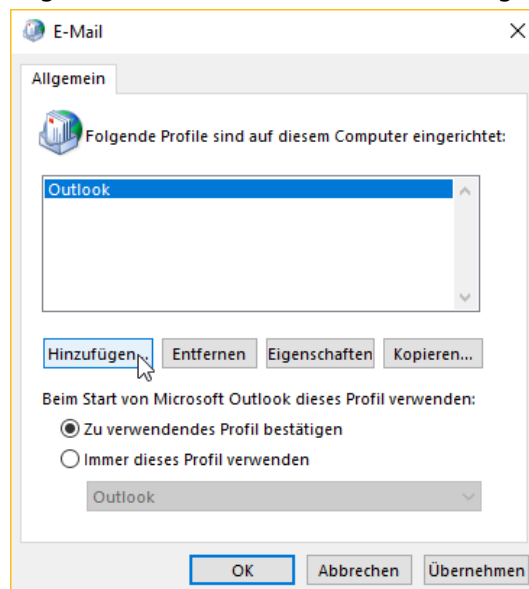 E-Mail
Allgemein
Folgende Profile sind auf diesem Computer eingerichtet:
Outlook
Hinzufügen... Entfernen Eigenschaften Kopieren...
Beim Start von Microsoft Outlook dieses Profil verwenden:
Zu verwendendes Profil bestätigen
Immer dieses Profil verwenden
Outlook
OK Abbrechen Übernehmen